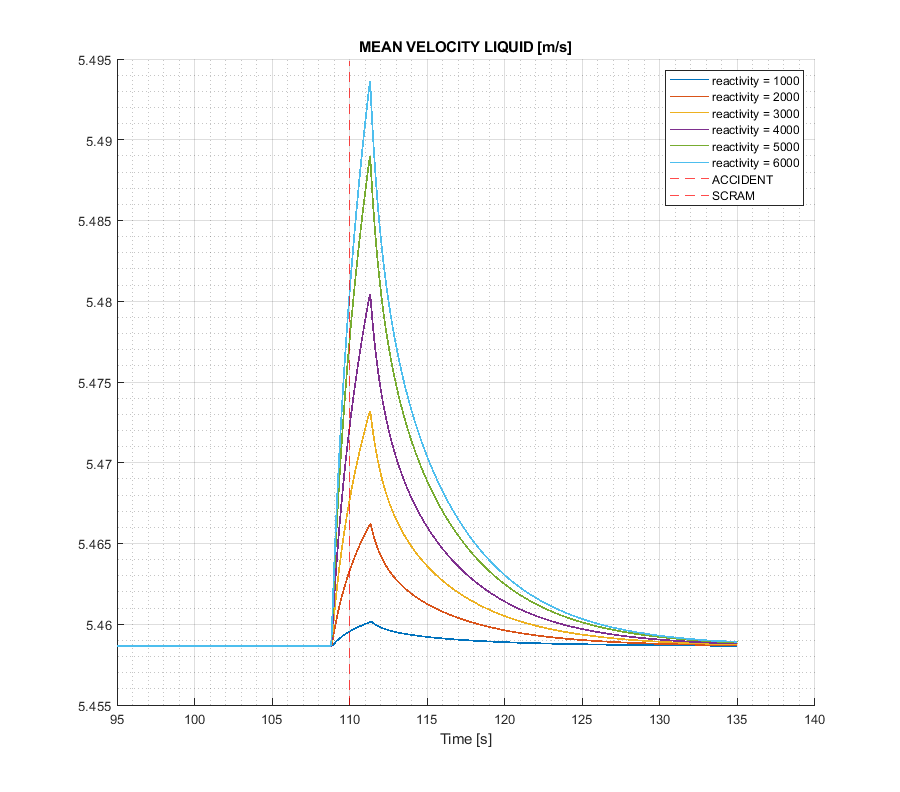 MEAN VELOCITY LIQUID [m/s]
5.495
5.49
5.485
5.48
5.475
5.47
5.465
5.46
5.455
reactivity = 1000
reactivity = 2000
reactivity = 3000
reactivity = 4000
reactivity = 5000
reactivity = 6000
ACCIDENT
SCRAM
95 100 105 110 115 120 125 130 135 140
Time [s]